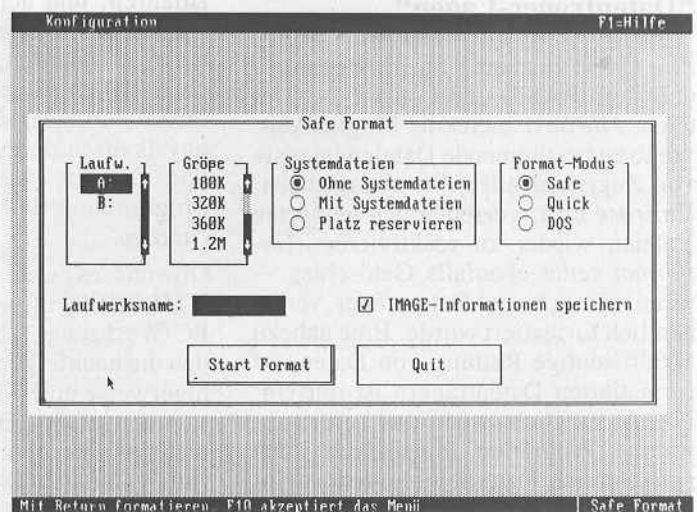 Konfiguration F1=Hilfe
Safe Format
Laufw. Größe Systemdateien Format-Modus
A: 180K Ohne Systemdateien Safe
B: 320K Mit Systemdateien Quick
360K Platz reservieren DOS
1.2M
Laufwerksname: IMAGE-Informationen speichern
Start Format Quit
Mit Return formatieren, F10 akzeptiert das Menü Safe Format